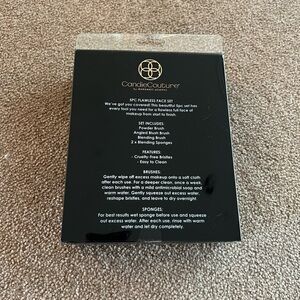 CandieCouture
5PC FLAWLESS FACE SET
We've got you covered! This beautiful 5pc set has
every tool you need for a flawless full face of
makeup from start to finish.
SET INCLUDES:
Powder Brush
Angled Blush Brush
Blending Brush
2 x Blending Sponges
FEATURES:
- Cruelty-Free Bristles
- Easy to Clean
BRUSHES:
Gently wipe off excess makeup onto a soft cloth
after each use. For a deeper clean, once a week,
clean brushes with a mild antimicrobial soap and
warm water. Gently squeeze out excess water,
reshape bristles, and leave to dry overnight
SPONGES:
For best results wet sponge before use and squeeze
out excess water. After each use, rinse with warm
water and let dry completely.